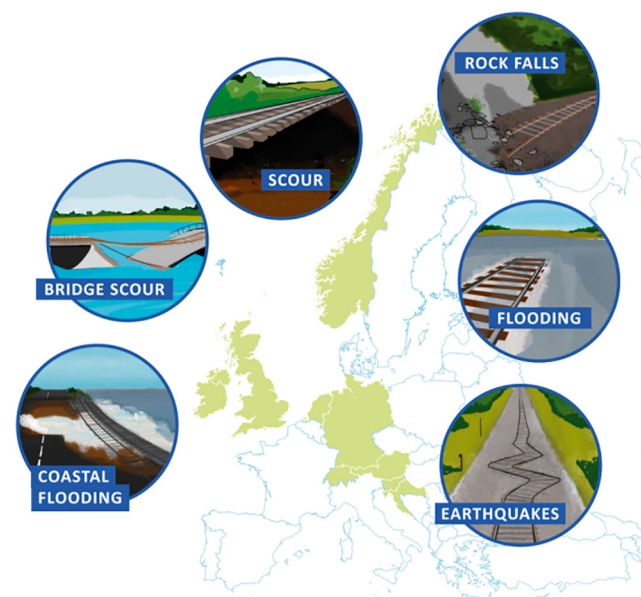 ROCK FALLS
SCOUR
BRIDGE SCOUR
FLOODING
COASTAL
FLOODING
EARTHQUAKES